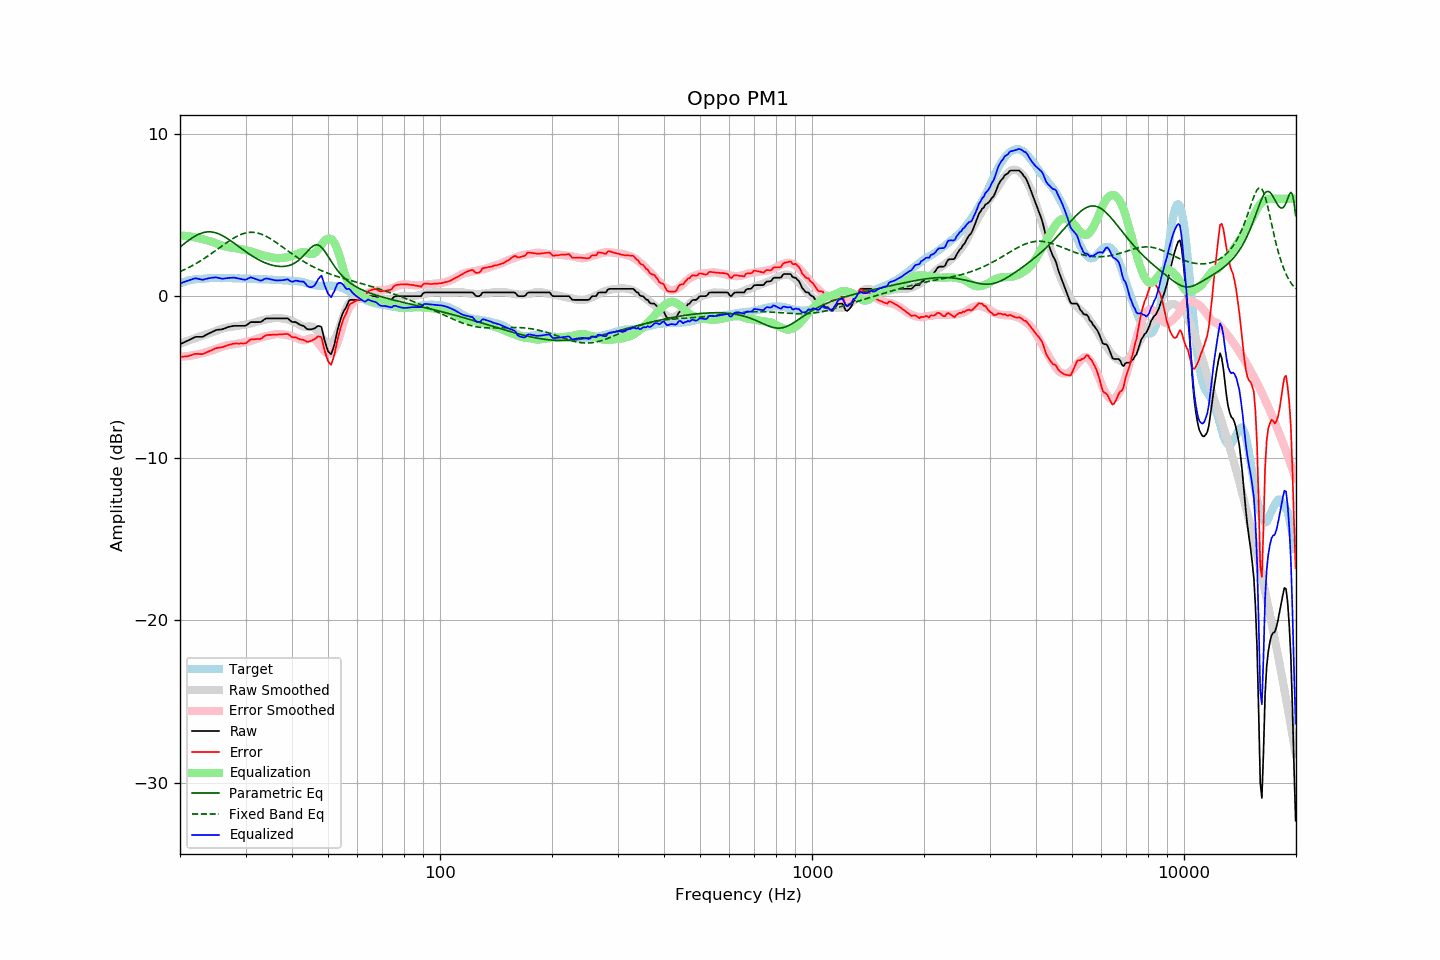 Oppo PM1
10
0
−10
−20
−30
Amplitude (dBr)
100
1000
10000
Frequency (Hz)
Target
Raw Smoothed
Error Smoothed
Raw
Error
Equalization
Parametric Eq
Fixed Band Eq
Equalized